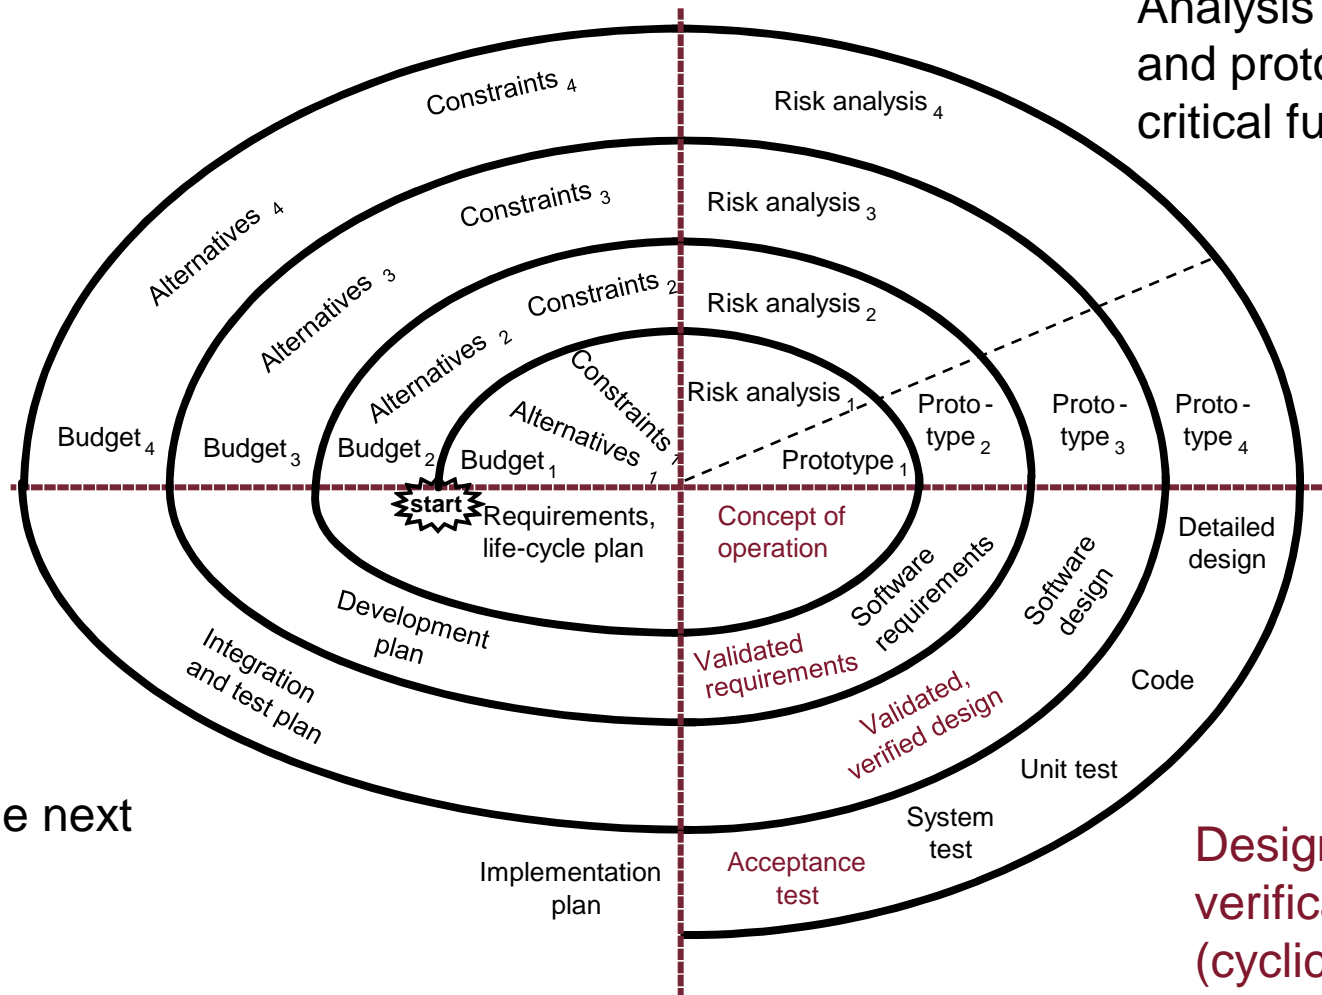 Analysis
and proto
critical fu
Constraints 4
Risk analysis 4
Alternatives 4
Constraints 3
Risk analysis 3
Alternatives 3
Constraints 2
Risk analysis 2
Alternatives 2
Constraints 1
Risk analysis 1
Alternatives 1
Budget 4
Budget 3
Budget 2
Budget 1
Prototype 1
Proto-
type 2
Proto-
type 3
Proto-
type 4
start
Requirements,
life-cycle plan
Concept of
operation
Software
requirements
Software
design
Detailed
design
Development
plan
Validated
requirements
Integration
and test plan
Validated,
verified design
Code
Unit test
System
test
e next
Implementation
plan
Acceptance
test
Design
verifica
(cyclic